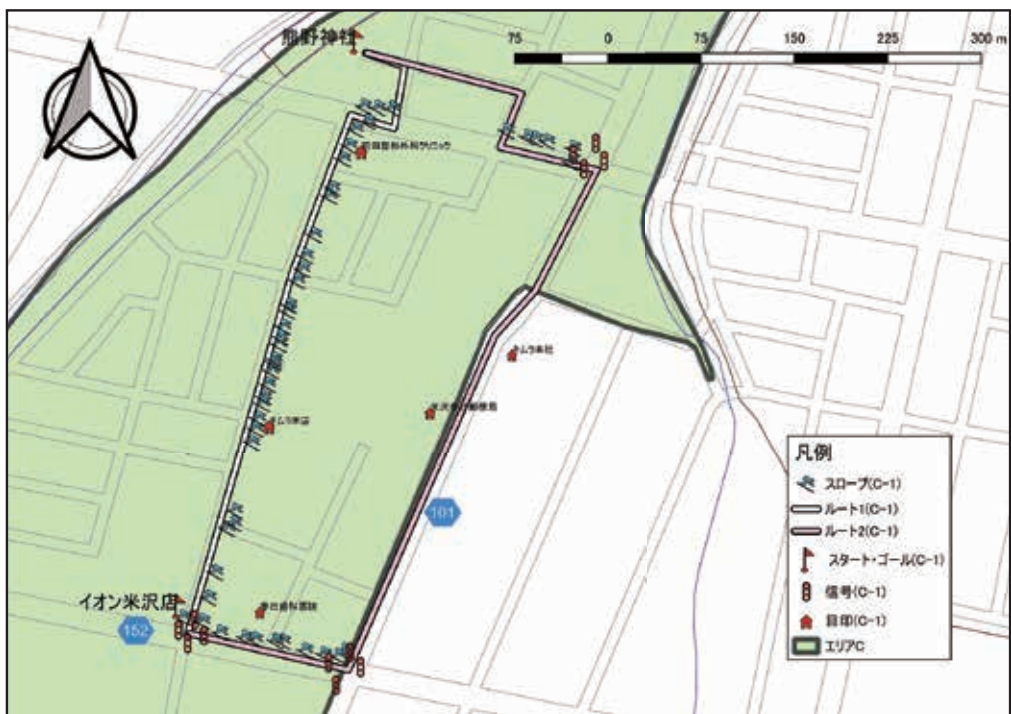 熊野神社
75 0 75 150 225 300 m
101
イオン米沢店
152
凡例
スロープ(C-1)
ルート1(C-1)
ルート2(C-1)
スタート・ゴール(C-1)
信号(C-1)
目印(C-1)
エリアC